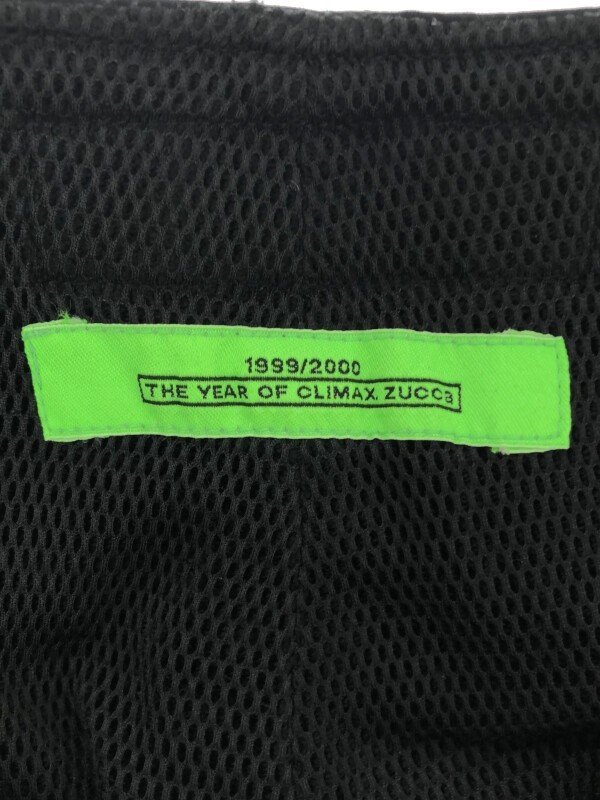 1999/2000
THE YEAR OF CLIMAX. ZUCCa